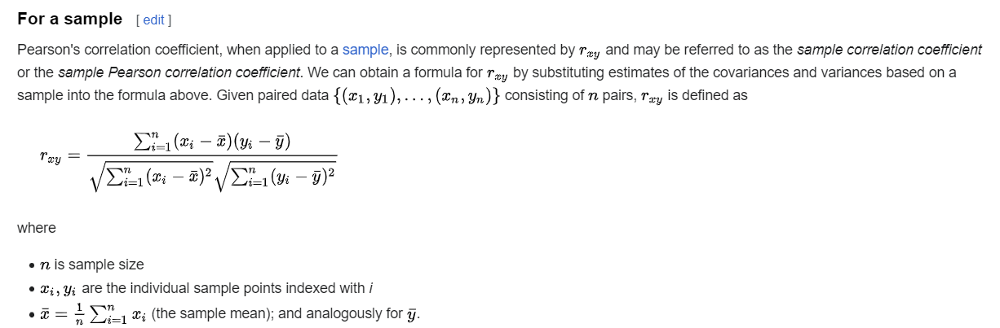 For a sample [ edit ]
Pearson's correlation coefficient, when applied to a sample, is commonly represented by r_{xy} and may be referred to as the sample correlation coefficient
or the sample Pearson correlation coefficient. We can obtain a formula for r_{xy} by substituting estimates of the covariances and variances based on a
sample into the formula above. Given paired data {(x_1, y_1), ..., (x_n, y_n)} consisting of n pairs, r_{xy} is defined as
r_{xy} = \frac{\sum_{i=1}^{n}(x_i - \bar{x})(y_i - \bar{y})}{\sqrt{\sum_{i=1}^{n}(x_i - \bar{x})^2}\sqrt{\sum_{i=1}^{n}(y_i - \bar{y})^2}}
where
• n is sample size
• x_i, y_i are the individual sample points indexed with i
• \bar{x} = \frac{1}{n}\sum_{i=1}^{n} x_i (the sample mean); and analogously for \bar{y}.